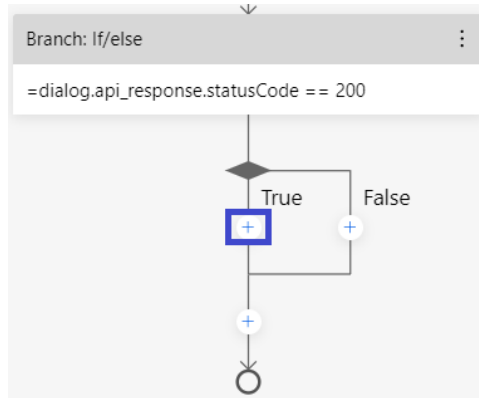 Branch: If/else
=dialog.api_response.statusCode == 200
True
False